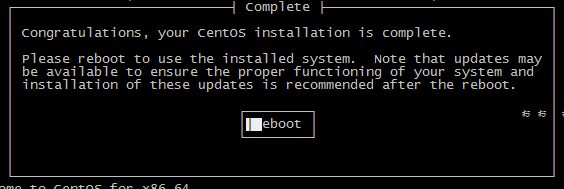 Complete
Congratulations, your CentOS installation is complete.
Please reboot to use the installed system.  Note that updates may
be available to ensure the proper functioning of your system and
installation of these updates is recommended after the reboot.
eboot
ome to CentOS for x86_64